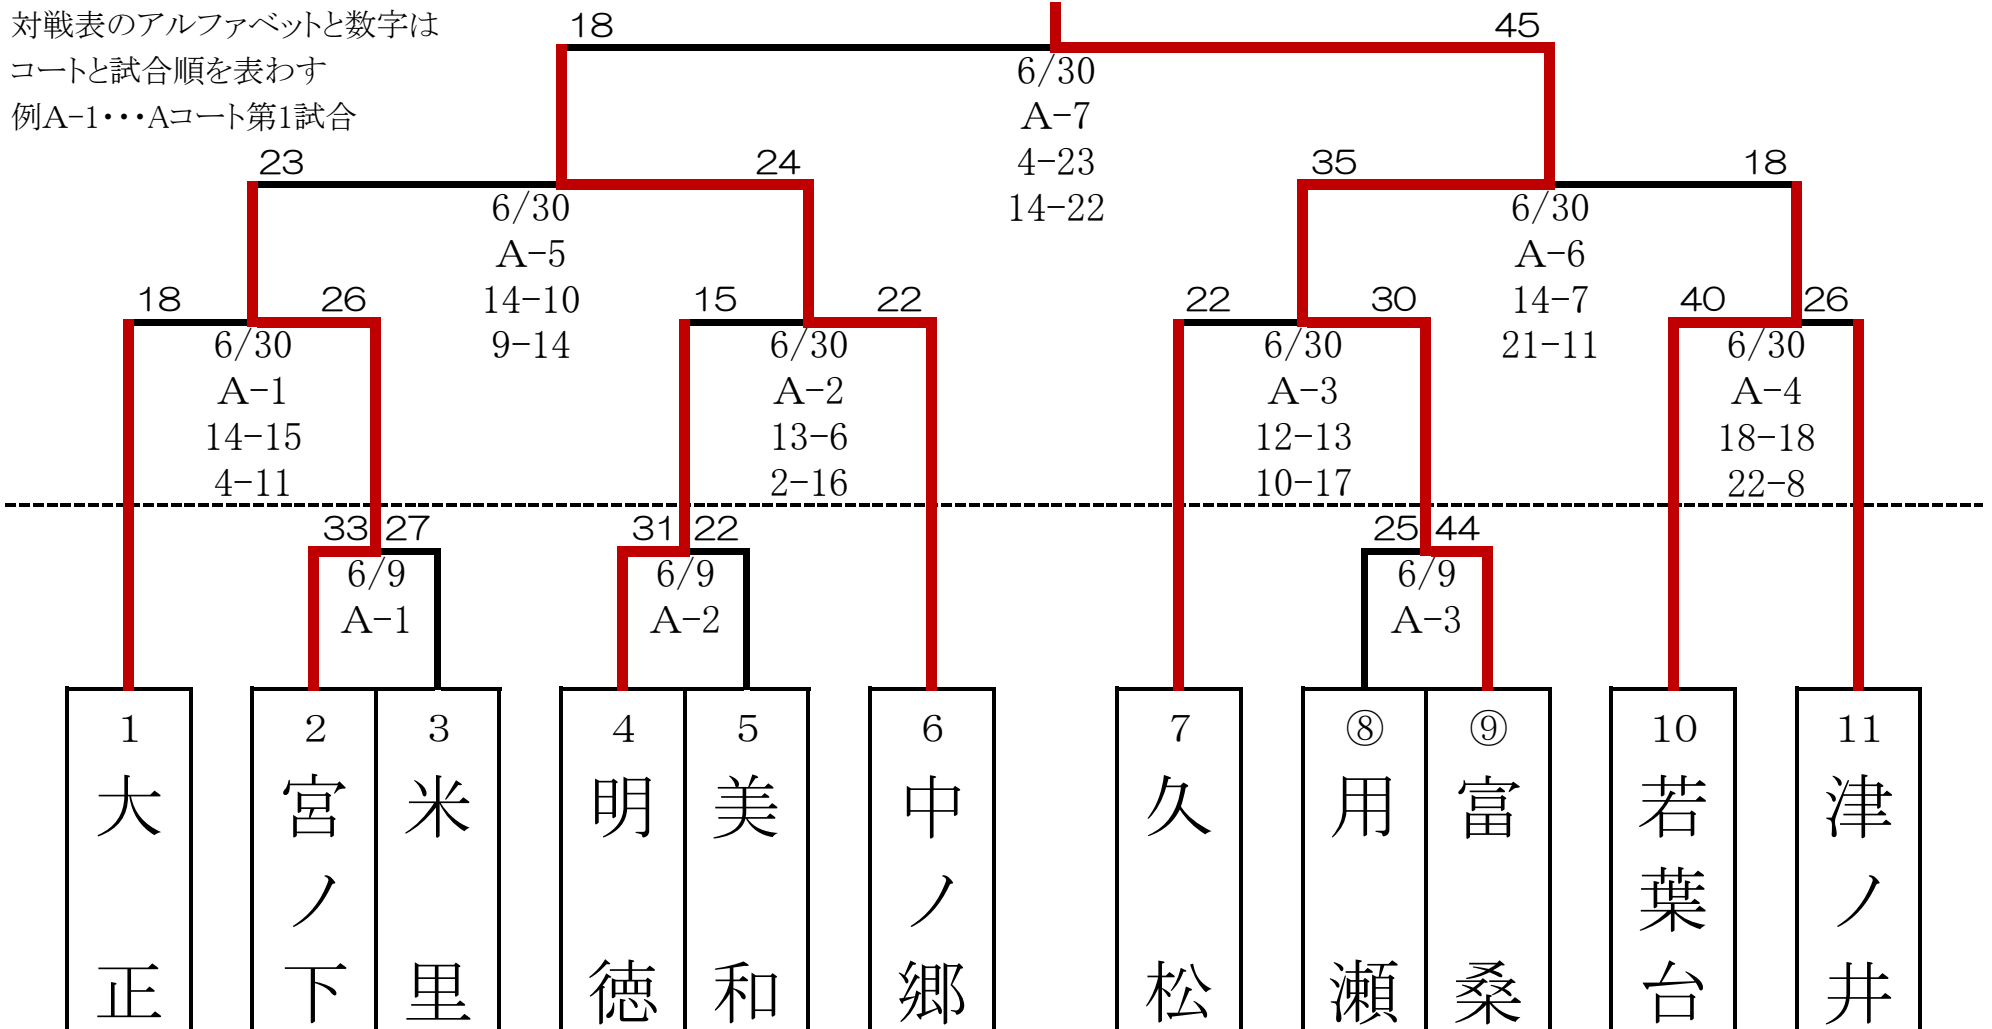 対戦表のアルファベットと数字は
コートと試合順を表わす
例A-1・・・Aコート第1試合
18
45
6/30
A-7
4-23
14-22
23
24
6/30
A-5
14-10
9-14
35
18
6/30
A-6
14-7
21-11
18
26
6/30
A-1
14-15
4-11
15
22
6/30
A-2
13-6
2-16
22
30
6/30
A-3
12-13
10-17
40
26
6/30
A-4
18-18
22-8
33
27
6/9
A-1
31
22
6/9
A-2
25
44
6/9
A-3
1
大正
2
宮ノ下
3
米里
4
明徳
5
美和
6
中ノ郷
7
久松
⑧
用瀬
⑨
富桑
10
若葉台
11
津ノ井